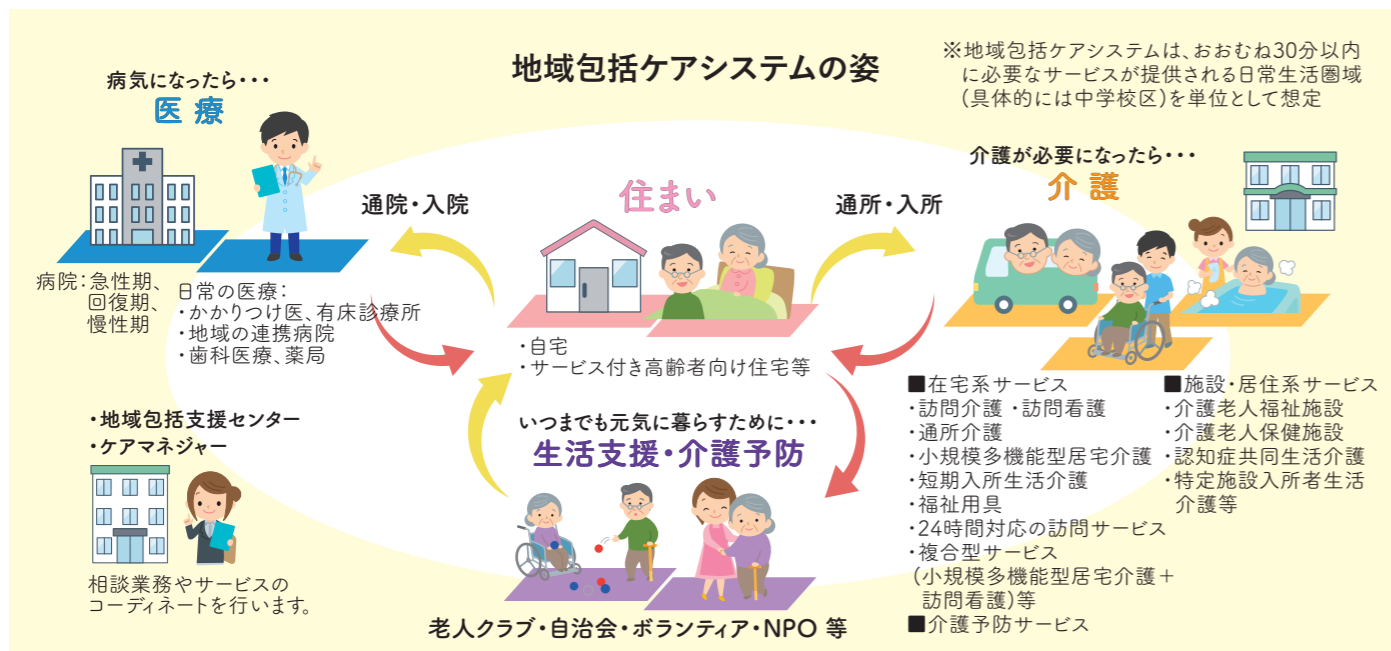 地域包括ケアシステムの姿
※地域包括ケアシステムは、おおむね30分以内
に必要なサービスが提供される日常生活圏域
(具体的には中学校区)を単位として想定
病気になったら・・・
医療
病院：急性期、
回復期、
慢性期
日常の医療：
・かかりつけ医、有床診療所
・地域の連携病院
・歯科医療、薬局
通院・入院
住まい
・自宅
・サービス付き高齢者向け住宅等
通所・入所
介護が必要になったら・・・
介護
■在宅系サービス
・訪問介護 ・訪問看護
・通所介護
・小規模多機能型居宅介護
・短期入所生活介護
・福祉用具
・24時間対応の訪問サービス
・複合型サービス
(小規模多機能型居宅介護＋
訪問看護)等
■介護予防サービス
■施設・居住系サービス
・介護老人福祉施設
・介護老人保健施設
・認知症共同生活介護
・特定施設入所者生活
介護等
・地域包括支援センター
・ケアマネジャー
相談業務やサービスの
コーディネートを行います。
いつまでも元気に暮らすために・・・
生活支援・介護予防
老人クラブ・自治会・ボランティア・NPO 等